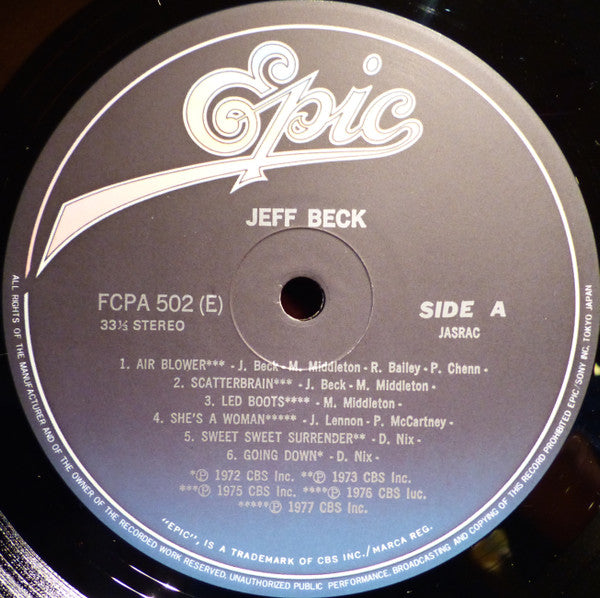 Epic
JEFF BECK
FCPA 502 (E)
33⅓ STEREO
SIDE A
JASRAC
1. AIR BLOWER*** - J. Beck - M. Middleton - R. Bailey - P. Chenn -
2. SCATTERBRAIN*** - J. Beck - M. Middleton -
3. LED BOOTS**** - M. Middleton -
4. SHE'S A WOMAN***** - J. Lennon - P. McCartney -
5. SWEET SWEET SURRENDER** - D. Nix -
6. GOING DOWN* - D. Nix -
*Ⓟ 1972 CBS Inc. **Ⓟ 1973 CBS Inc.
***Ⓟ 1975 CBS Inc. ****Ⓟ 1976 CBS Iuc.
*****Ⓟ 1977 CBS Inc.
"EPIC", IS A TRADEMARK OF CBS INC./MARCA REG.
ALL RIGHTS OF THE MANUFACTURER AND OF THE OWNER OF THE RECORDED WORK RESERVED. UNAUTHORIZED PUBLIC PERFORMANCE, BROADCASTING AND COPYING OF THIS RECORD PROHIBITED EPIC/SONY INC. TOKYO JAPAN